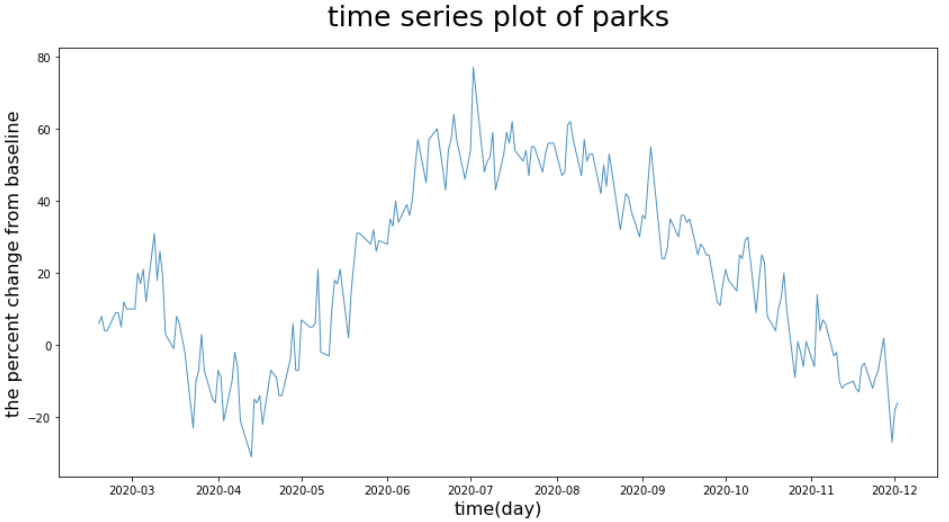 time series plot of parks
the percent change from baseline
80
60
40
20
0
−20
2020-03 2020-04 2020-05 2020-06 2020-07 2020-08 2020-09 2020-10 2020-11 2020-12
time(day)